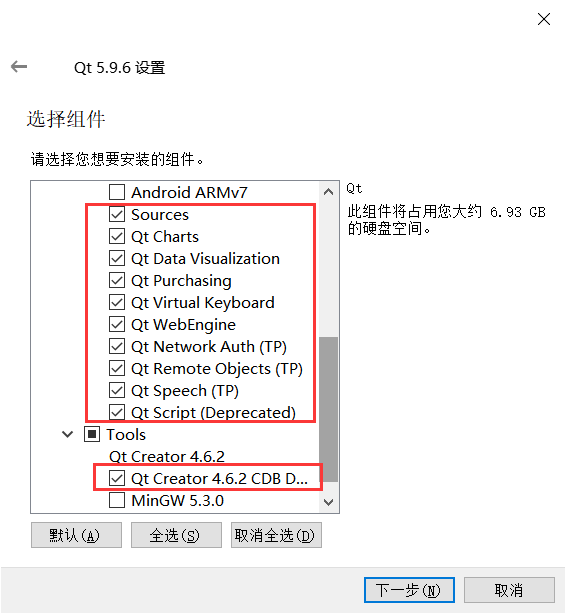 Qt 5.9.6 设置
选择组件
请选择您想要安装的组件。
Android ARMv7
Sources
Qt Charts
Qt Data Visualization
Qt Purchasing
Qt Virtual Keyboard
Qt WebEngine
Qt Network Auth (TP)
Qt Remote Objects (TP)
Qt Speech (TP)
Qt Script (Deprecated)
Tools
Qt Creator 4.6.2
Qt Creator 4.6.2 CDB D...
MinGW 5.3.0
Qt
此组件将占用您大约 6.93 GB
的硬盘空间。
默认(A) 全选(S) 取消全选(D)
下一步(N) 取消